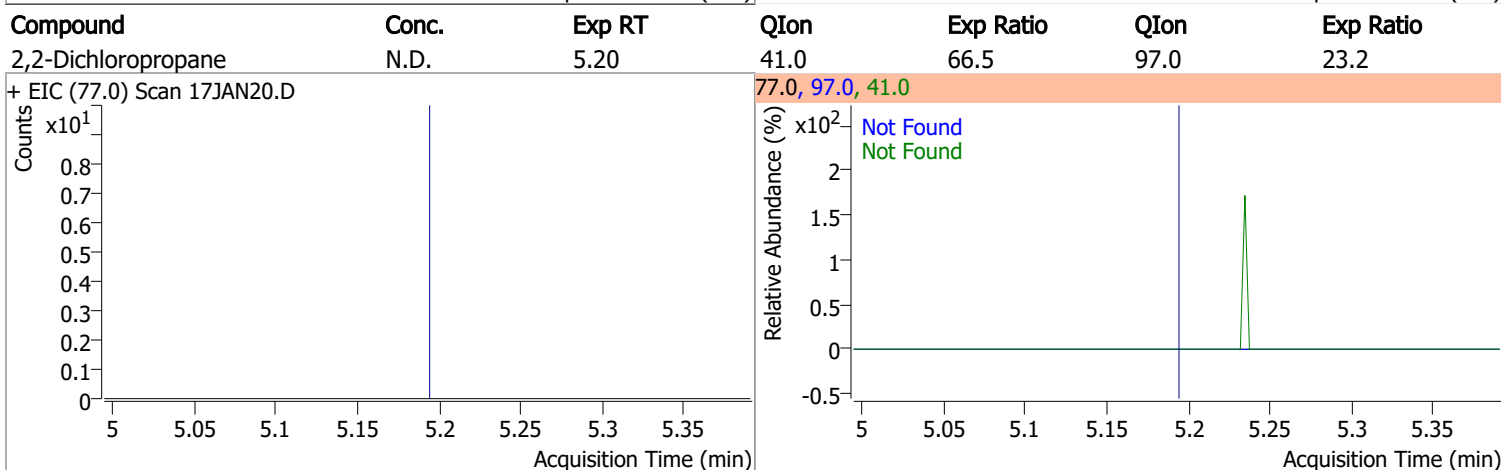 Compound Conc. Exp RT QIon Exp Ratio QIon Exp Ratio
2,2-Dichloropropane N.D. 5.20 41.0 66.5 97.0 23.2
+ EIC (77.0) Scan 17JAN20.D
Counts
x10¹
0.8
0.7
0.6
0.5
0.4
0.3
0.2
0.1
0
5 5.05 5.1 5.15 5.2 5.25 5.3 5.35
Acquisition Time (min)
77.0, 97.0, 41.0
Relative Abundance (%)
x10²
Not Found
Not Found
2
1.5
1
0.5
0
-0.5
5 5.05 5.1 5.15 5.2 5.25 5.3 5.35
Acquisition Time (min)